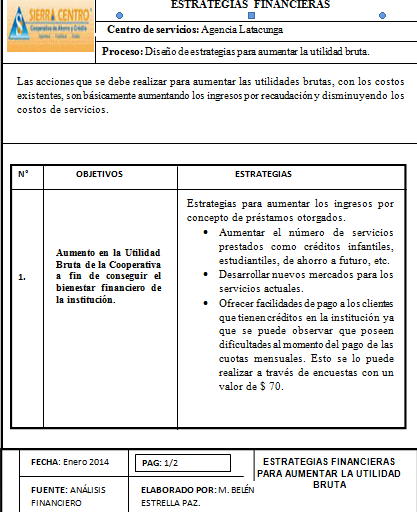 ESTRATEGIAS FINANCIERAS
SIERRA CENTRO
Cooperativa de Ahorro y Crédito
Centro de servicios: Agencia Latacunga
Proceso: Diseño de estrategias para aumentar la utilidad bruta.
Las acciones que se debe realizar para aumentar las utilidades brutas, con los costos
existentes, son básicamente aumentando los ingresos por recaudación y disminuyendo los
costos de servicios.
N° OBJETIVOS ESTRATEGIAS
1.
Aumento en la Utilidad
Bruta de la Cooperativa
a fin de conseguir el
bienestar financiero de
la institución.
Estrategias para aumentar los ingresos por
concepto de préstamos otorgados.
• Aumentar el número de servicios
prestados como créditos infantiles,
estudiantiles, de ahorro a futuro, etc.
• Desarrollar nuevos mercados para los
servicios actuales.
• Ofrecer facilidades de pago a los clientes
que tienen créditos en la institución ya
que se puede observar que poseen
dificultades al momento del pago de las
cuotas mensuales. Esto se lo puede
realizar a través de encuestas con un
valor de $ 70.
FECHA: Enero 2014
PAG: 1/2
FUENTE: ANÁLISIS
FINANCIERO
ELABORADO POR: M. BELÉN
ESTRELLA PAZ.
ESTRATEGIAS FINANCIERAS
PARA AUMENTAR LA UTILIDAD
BRUTA